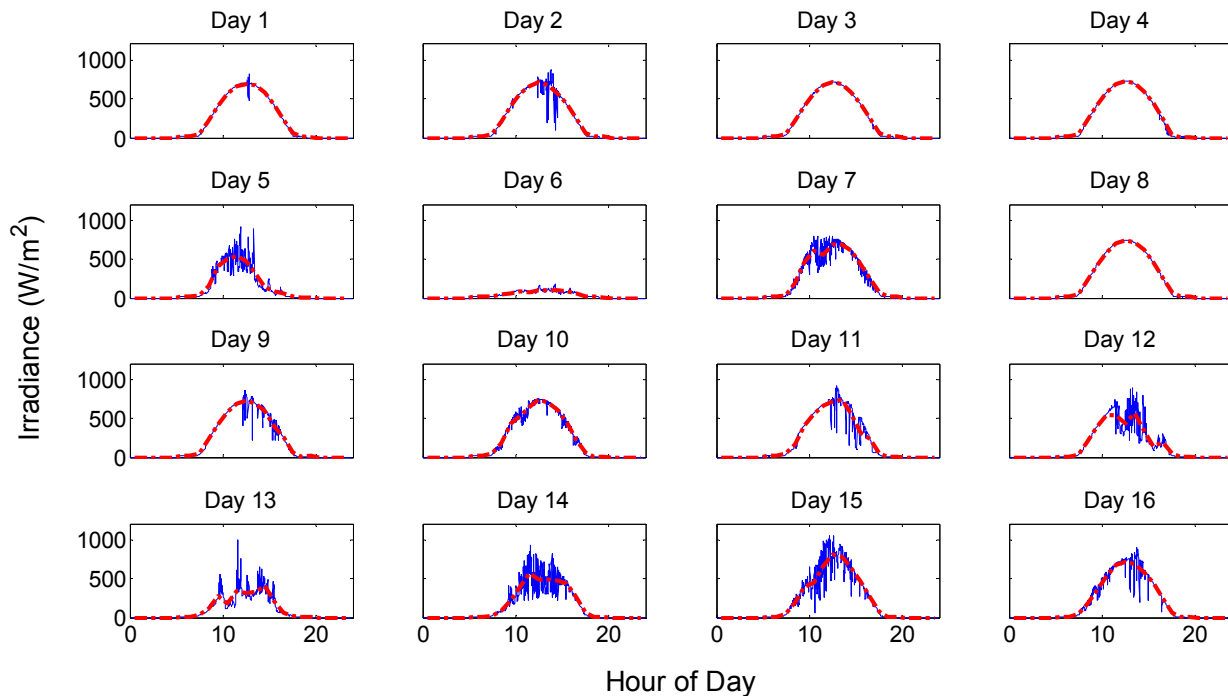 Day 1
Day 2
Day 3
Day 4
1000
500
0
Day 5
Day 6
Day 7
Day 8
1000
500
0
Day 9
Day 10
Day 11
Day 12
1000
500
0
Day 13
Day 14
Day 15
Day 16
1000
500
0
0 10 20
0 10 20
0 10 20
0 10 20
Irradiance (W/m²)
Hour of Day